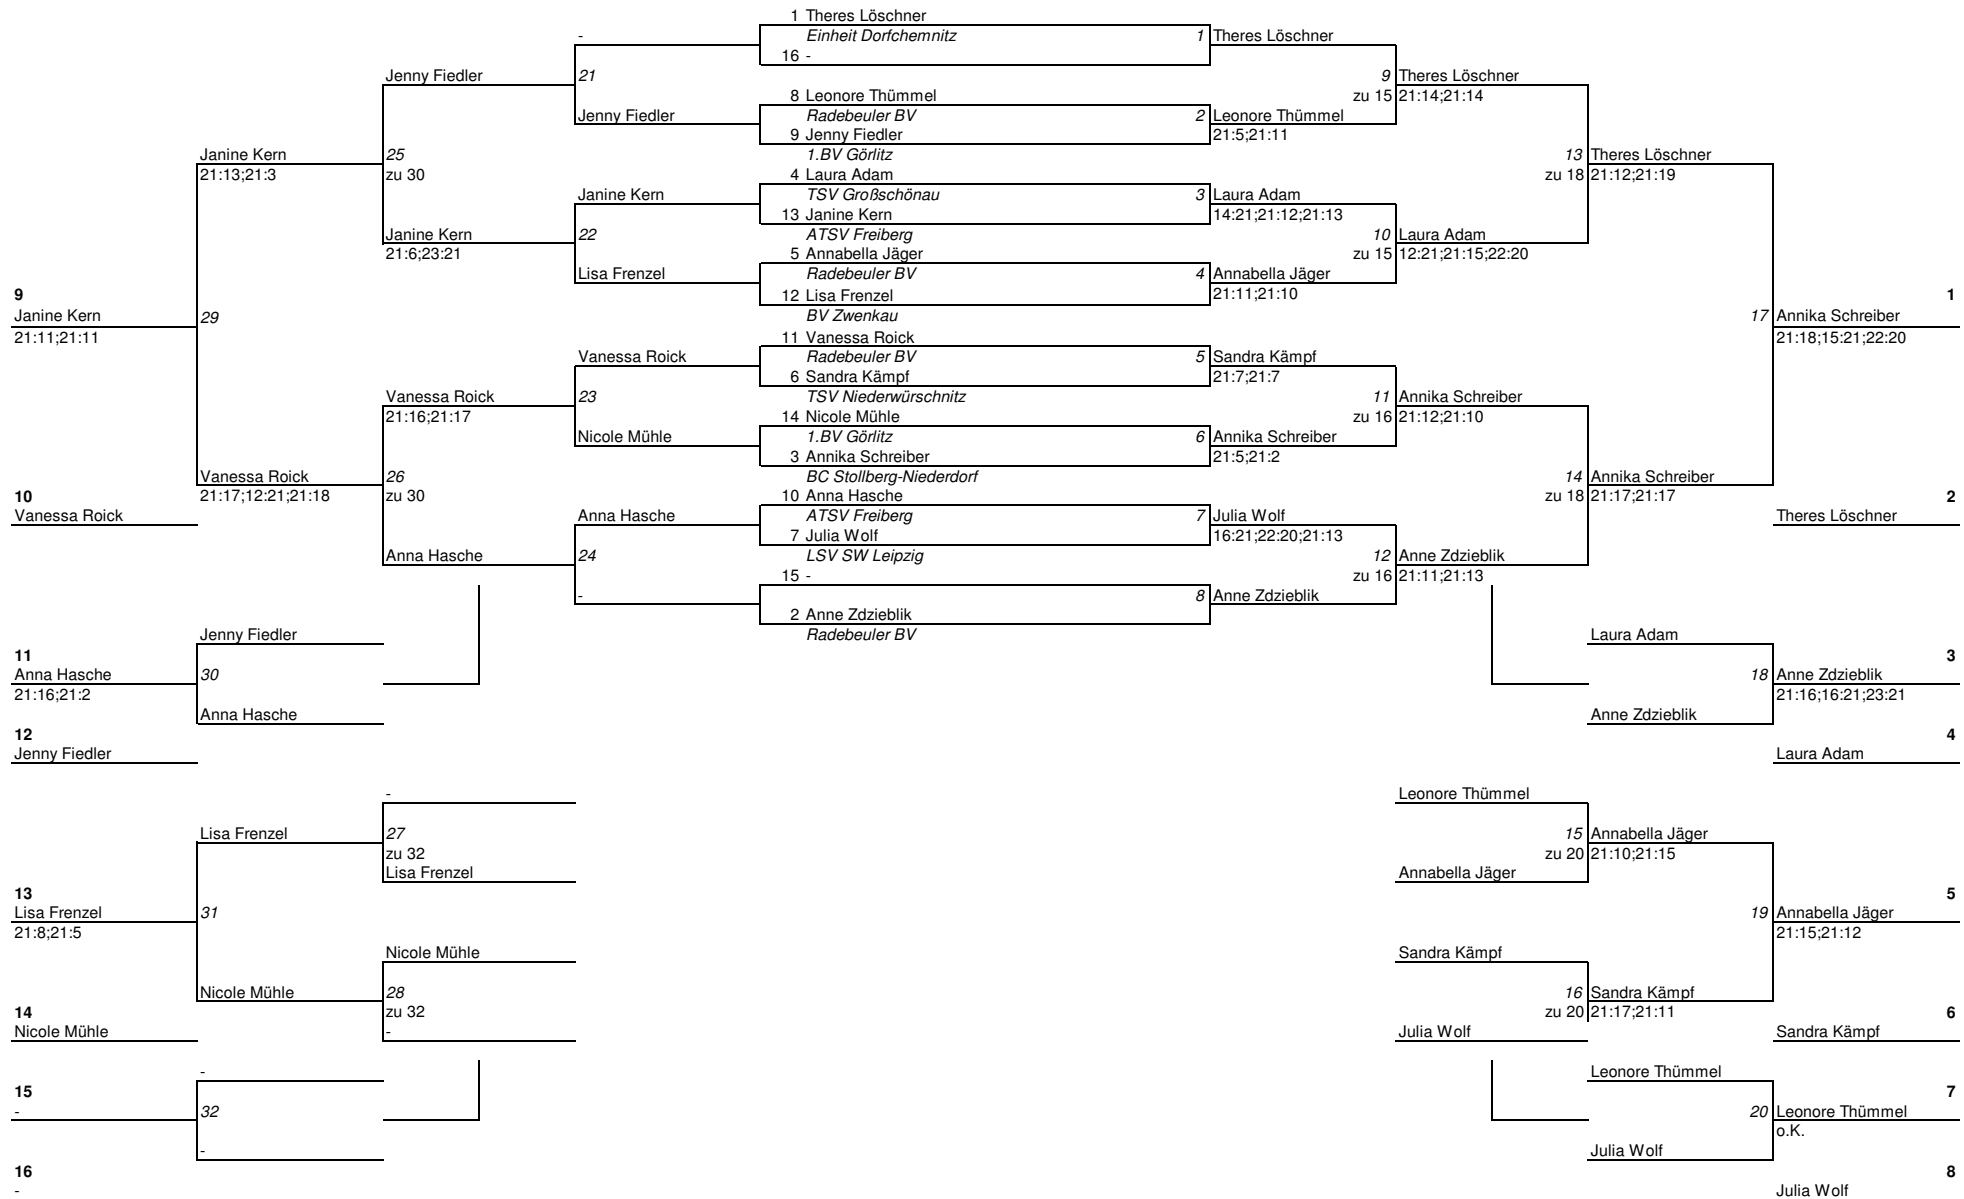 1 Theres Löschner
- Einheit Dorfchemnitz 1 Theres Löschner
16 -
Jenny Fiedler 21 9 Theres Löschner
8 Leonore Thümmel zu 15 21:14;21:14
Jenny Fiedler Radebeuler BV 2 Leonore Thümmel
9 Jenny Fiedler 21:5;21:11
Janine Kern 25 1.BV Görlitz 13 Theres Löschner
21:13;21:3 zu 30 4 Laura Adam zu 18 21:12;21:19
Janine Kern TSV Großschönau 3 Laura Adam
13 Janine Kern 14:21;21:12;21:13
Janine Kern 22 ATSV Freiberg 10 Laura Adam
21:6;23:21 5 Annabella Jäger zu 15 12:21;21:15;22:20
Lisa Frenzel Radebeuler BV 4 Annabella Jäger
9 12 Lisa Frenzel 21:11;21:10 1
Janine Kern 29 BV Zwenkau 17 Annika Schreiber
21:11;21:11 11 Vanessa Roick 21:18;15:21;22:20
Vanessa Roick Radebeuler BV 5 Sandra Kämpf
6 Sandra Kämpf 21:7;21:7
Vanessa Roick 23 TSV Niederwürschnitz 11 Annika Schreiber
21:16;21:17 14 Nicole Mühle zu 16 21:12;21:10
Nicole Mühle 1.BV Görlitz 6 Annika Schreiber
3 Annika Schreiber 21:5;21:2
Vanessa Roick 26 BC Stollberg-Niederdorf 14 Annika Schreiber
10 21:17;12:21;21:18 zu 30 10 Anna Hasche zu 18 21:17;21:17 2
Vanessa Roick Anna Hasche ATSV Freiberg 7 Julia Wolf Theres Löschner
7 Julia Wolf 16:21;22:20;21:13
Anna Hasche 24 LSV SW Leipzig 12 Anne Zdzieblik
15 - zu 16 21:11;21:13
- 8 Anne Zdzieblik
2 Anne Zdzieblik
Jenny Fiedler Radebeuler BV Laura Adam
11 3
Anna Hasche 30 18 Anne Zdzieblik
21:16;21:2 21:16;16:21;23:21
Anna Hasche Anne Zdzieblik
12 4
Jenny Fiedler Laura Adam
- Leonore Thümmel
Lisa Frenzel 27 15 Annabella Jäger
zu 32 zu 20 21:10;21:15
Lisa Frenzel Annabella Jäger
13 5
Lisa Frenzel 31 19 Annabella Jäger
21:8;21:5 21:15;21:12
Nicole Mühle Sandra Kämpf
Nicole Mühle 28 16 Sandra Kämpf
14 zu 32 zu 20 21:17;21:11 6
Nicole Mühle - Julia Wolf Sandra Kämpf
- Leonore Thümmel
15 7
- 32 20 Leonore Thümmel
o.K.
- Julia Wolf
16 8
- Julia Wolf